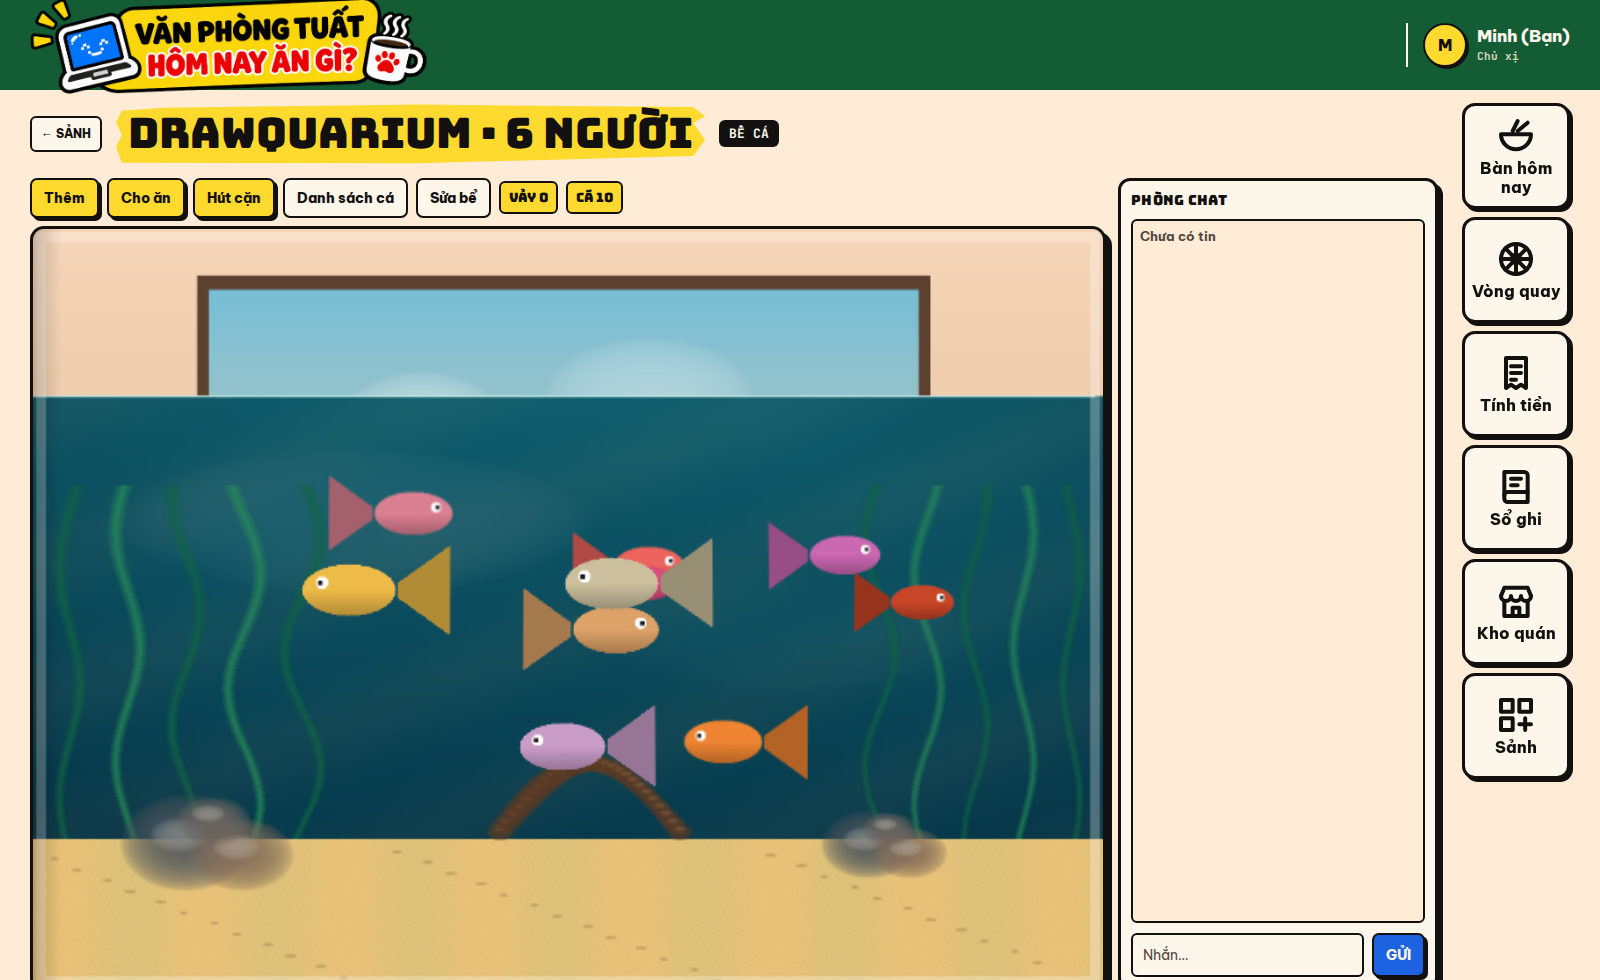 VĂN PHÒNG TUẤT
HÔM NAY ĂN GÌ?
M
Minh (Bạn)
Chủ xị
← SẢNH
DRAWQUARIUM · 6 NGƯỜI
BỂ CÁ
Thêm
Cho ăn
Hút cặn
Danh sách cá
Sửa bể
VẢY 0
CÁ 10
PHÒNG CHAT
Chưa có tin
Nhắn...
GỬI
Bàn hôm
nay
Vòng quay
Tính tiền
Sổ ghi
Kho quán
Sảnh